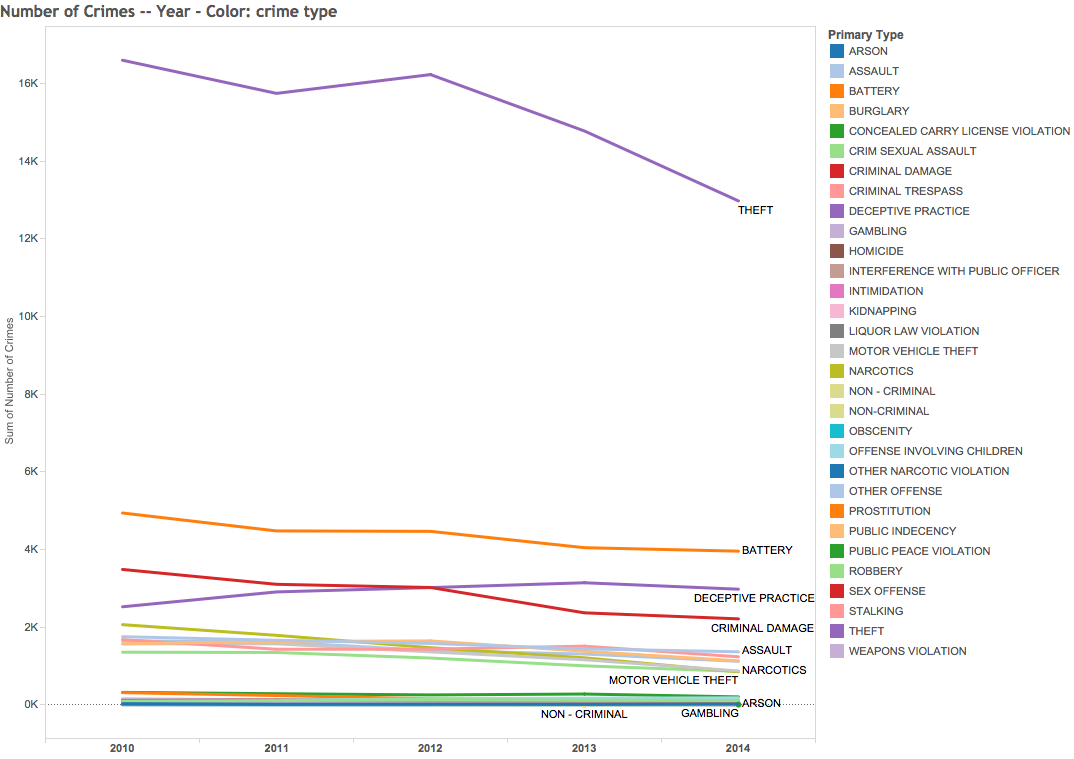 Number of Crimes -- Year - Color: crime type
Sum of Number of Crimes
16K
14K
12K
10K
8K
6K
4K
2K
0K
THEFT
BATTERY
DECEPTIVE PRACTICE
CRIMINAL DAMAGE
ASSAULT
NARCOTICS
MOTOR VEHICLE THEFT
ARSON
NON - CRIMINAL
GAMBLING
2010
2011
2012
2013
2014
Primary Type
ARSON
ASSAULT
BATTERY
BURGLARY
CONCEALED CARRY LICENSE VIOLATION
CRIM SEXUAL ASSAULT
CRIMINAL DAMAGE
CRIMINAL TRESPASS
DECEPTIVE PRACTICE
GAMBLING
HOMICIDE
INTERFERENCE WITH PUBLIC OFFICER
INTIMIDATION
KIDNAPPING
LIQUOR LAW VIOLATION
MOTOR VEHICLE THEFT
NARCOTICS
NON - CRIMINAL
NON-CRIMINAL
OBSCENITY
OFFENSE INVOLVING CHILDREN
OTHER NARCOTIC VIOLATION
OTHER OFFENSE
PROSTITUTION
PUBLIC INDECENCY
PUBLIC PEACE VIOLATION
ROBBERY
SEX OFFENSE
STALKING
THEFT
WEAPONS VIOLATION